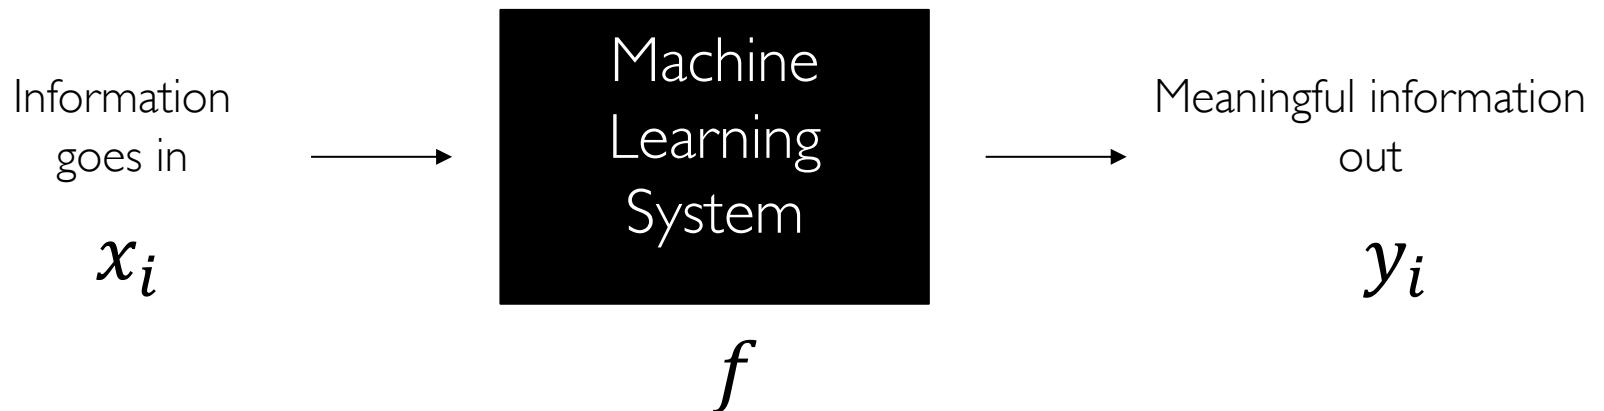 Information
goes in
x_i
Machine
Learning
System
f
Meaningful information
out
y_i